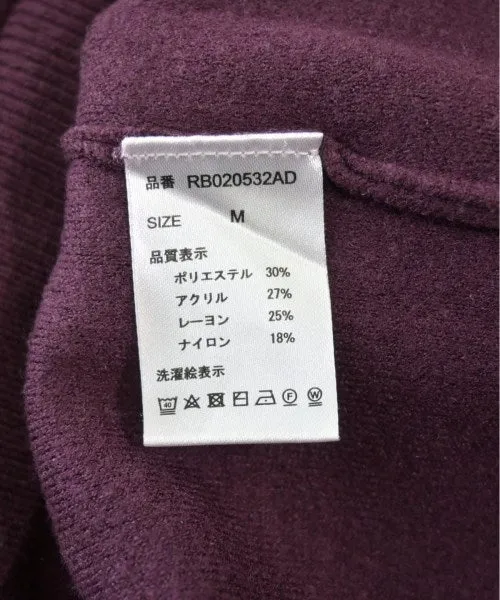 品番 RB020532AD
SIZE M
品質表示
ポリエステル 30%
アクリル 27%
レーヨン 25%
ナイロン 18%
洗濯絵表示
40 F W